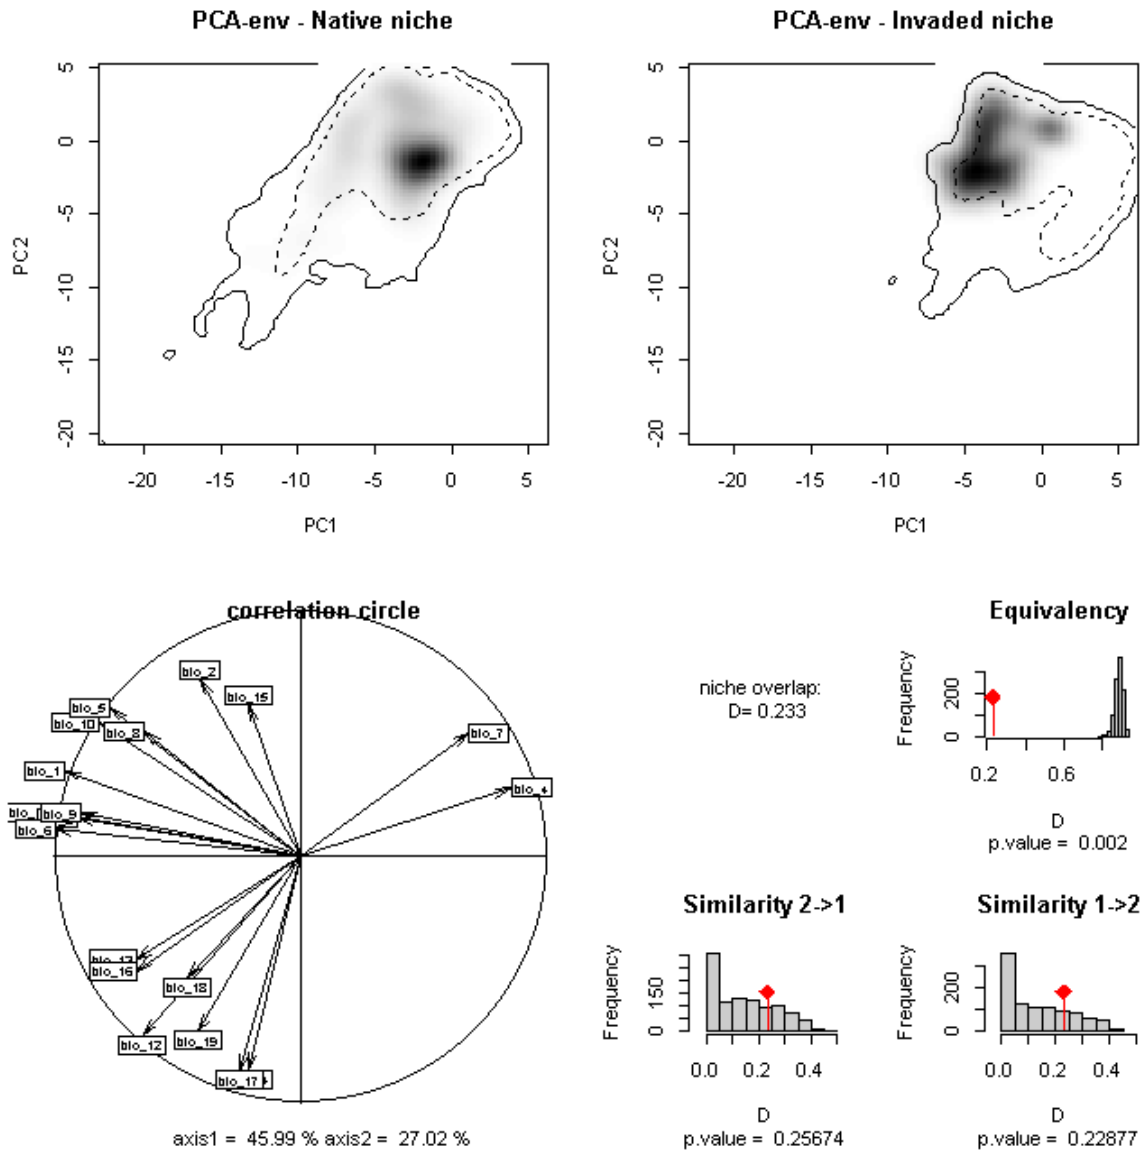 PCA-env - Native niche
PCA-env - Invaded niche
PC2
5
0
-5
-10
-15
-20
-20 -15 -10 -5 0 5
PC1
PC2
5
0
-5
-10
-15
-20
-20 -15 -10 -5 0 5
PC1
correlation circle
bio_2
bio_15
bio_5
bio_10
bio_8
bio_7
bio_1
bio_4
bio_9
bio_6
bio_13
bio_16
bio_18
bio_12
bio_19
bio_17
axis1 = 45.99 % axis2 = 27.02 %
niche overlap:
D= 0.233
Equivalency
Frequency
0 200
0.2 0.6
D
p.value = 0.002
Similarity 2->1
Frequency
0 150
0.0 0.2 0.4
D
p.value = 0.25674
Similarity 1->2
Frequency
0 200
0.0 0.2 0.4
D
p.value = 0.22877